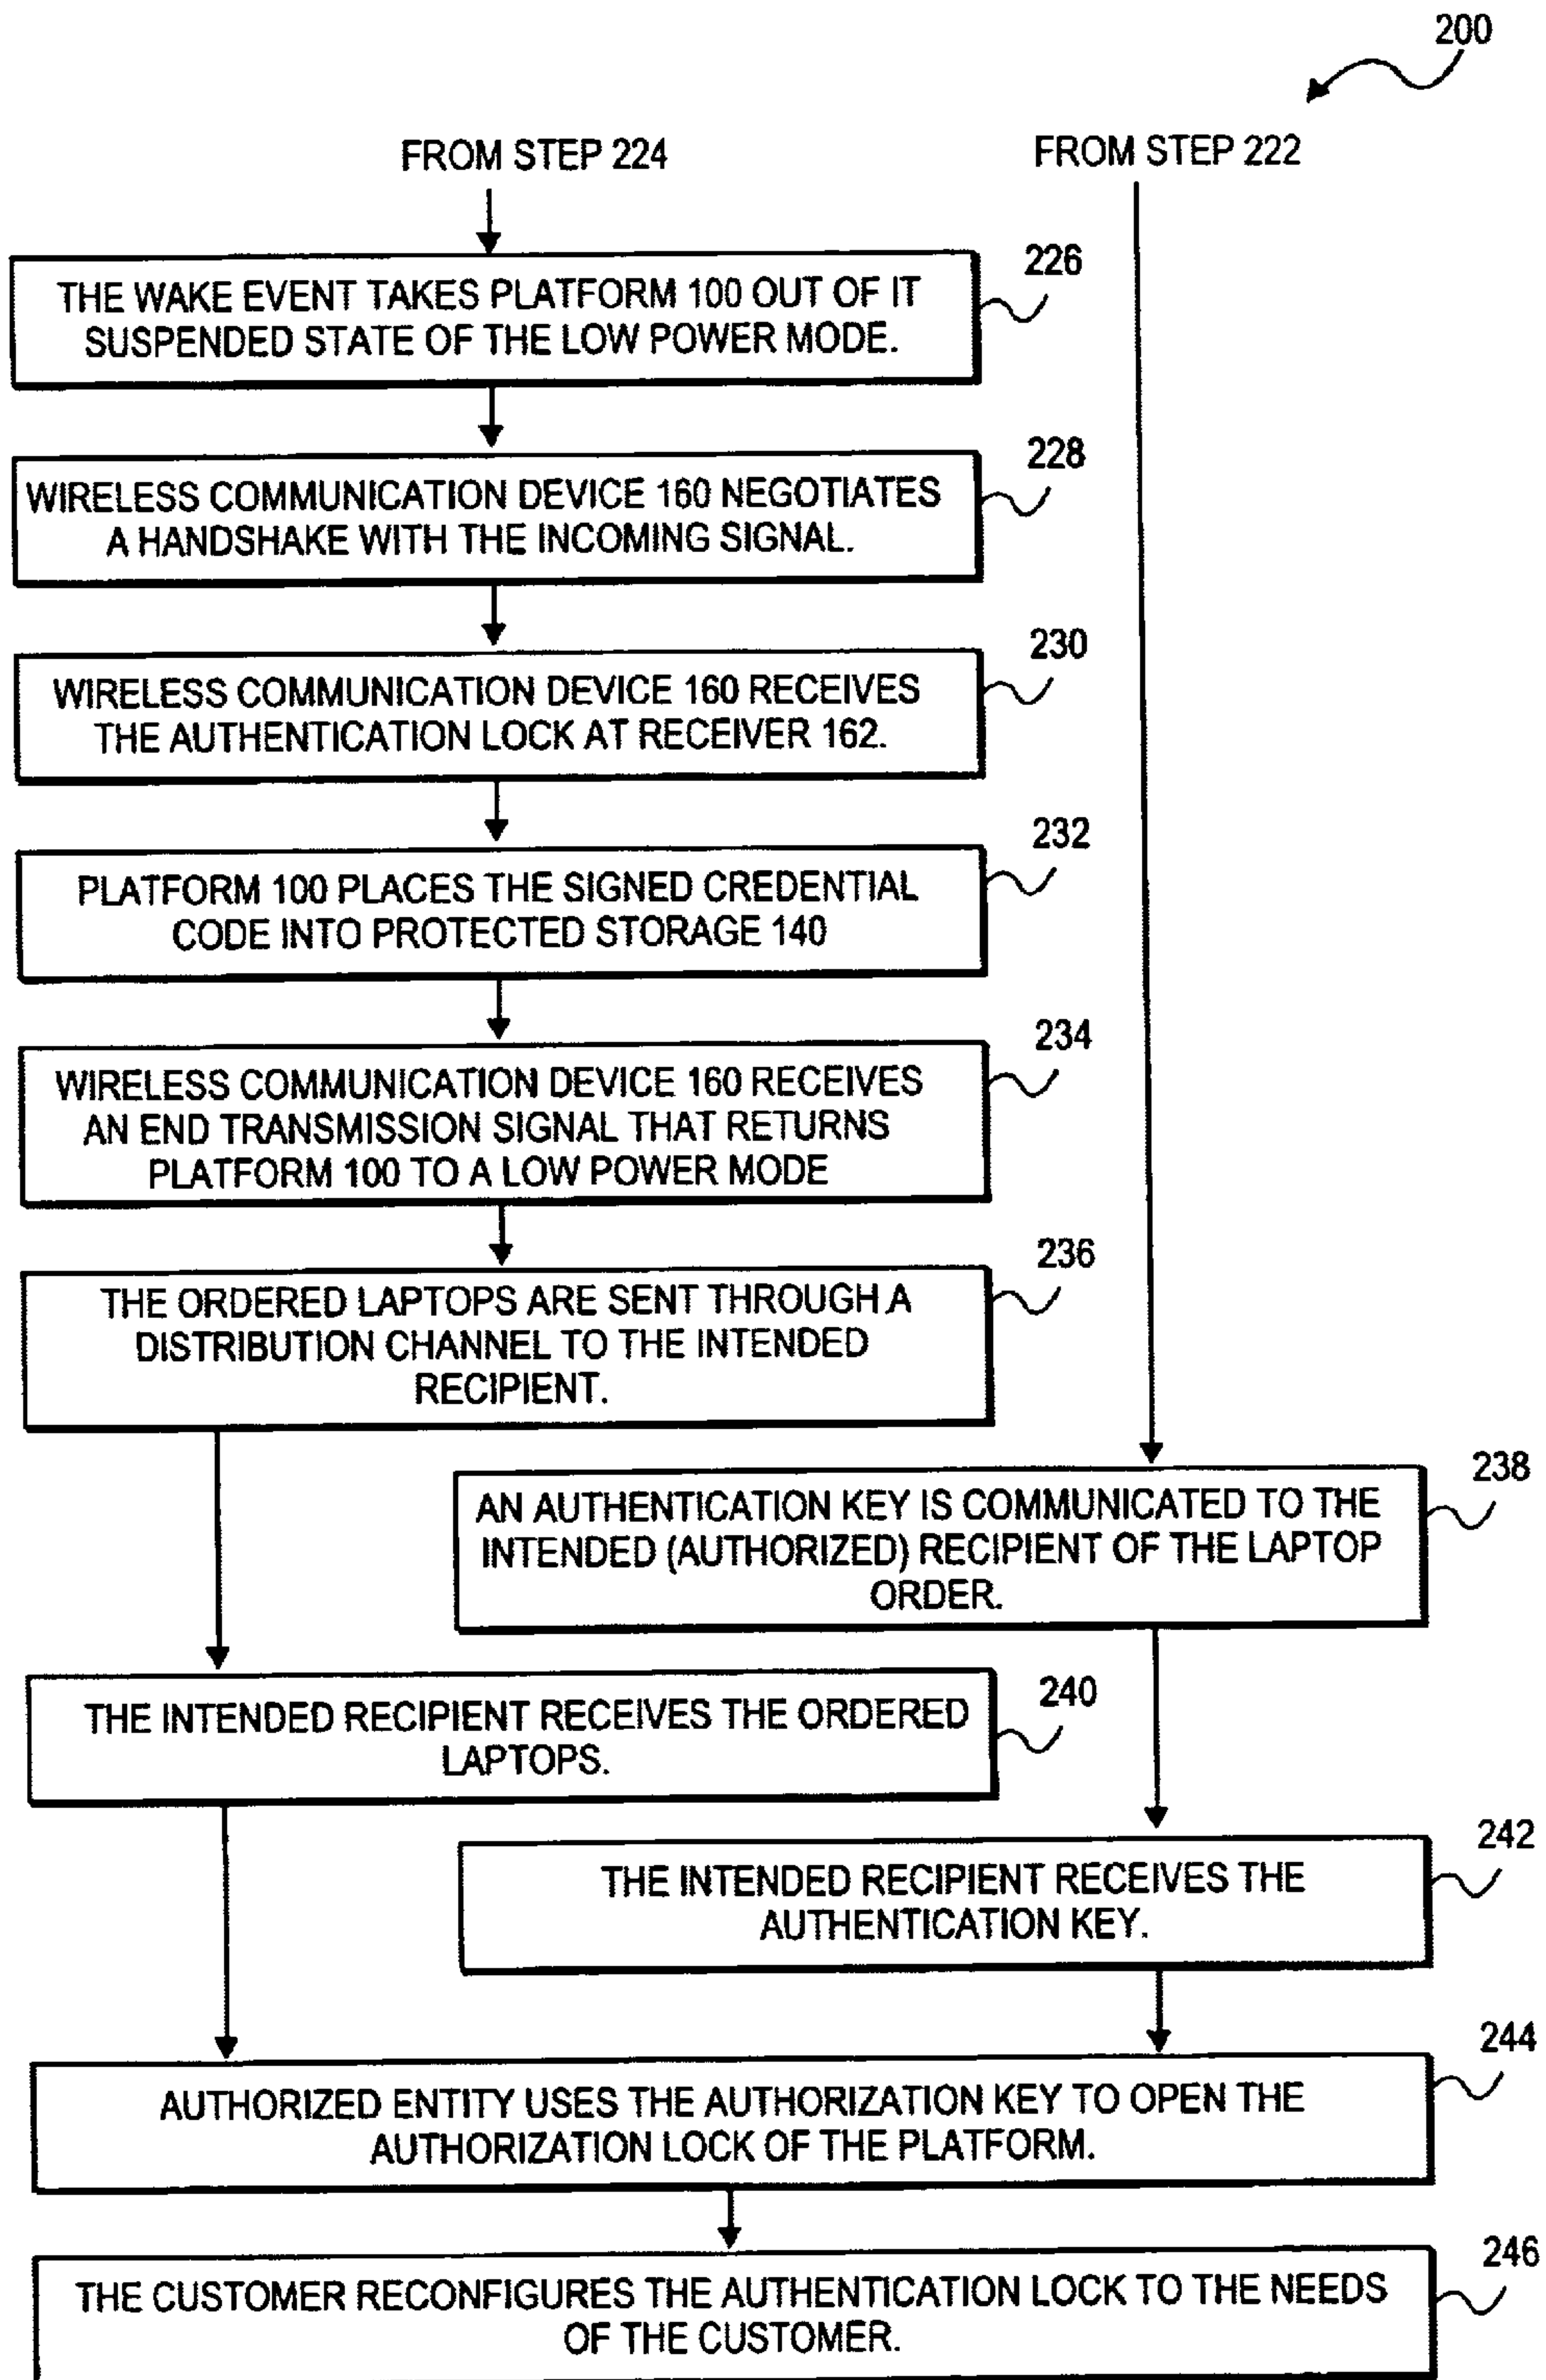 200
FROM STEP 224
FROM STEP 222
226
THE WAKE EVENT TAKES PLATFORM 100 OUT OF IT
SUSPENDED STATE OF THE LOW POWER MODE.
228
WIRELESS COMMUNICATION DEVICE 160 NEGOTIATES
A HANDSHAKE WITH THE INCOMING SIGNAL.
230
WIRELESS COMMUNICATION DEVICE 160 RECEIVES
THE AUTHENTICATION LOCK AT RECEIVER 162.
232
PLATFORM 100 PLACES THE SIGNED CREDENTIAL
CODE INTO PROTECTED STORAGE 140
234
WIRELESS COMMUNICATION DEVICE 160 RECEIVES
AN END TRANSMISSION SIGNAL THAT RETURNS
PLATFORM 100 TO A LOW POWER MODE
236
THE ORDERED LAPTOPS ARE SENT THROUGH A
DISTRIBUTION CHANNEL TO THE INTENDED
RECIPIENT.
238
AN AUTHENTICATION KEY IS COMMUNICATED TO THE
INTENDED (AUTHORIZED) RECIPIENT OF THE LAPTOP
ORDER.
240
THE INTENDED RECIPIENT RECEIVES THE ORDERED
LAPTOPS.
242
THE INTENDED RECIPIENT RECEIVES THE
AUTHENTICATION KEY.
244
AUTHORIZED ENTITY USES THE AUTHORIZATION KEY TO OPEN THE
AUTHORIZATION LOCK OF THE PLATFORM.
246
THE CUSTOMER RECONFIGURES THE AUTHENTICATION LOCK TO THE NEEDS
OF THE CUSTOMER.